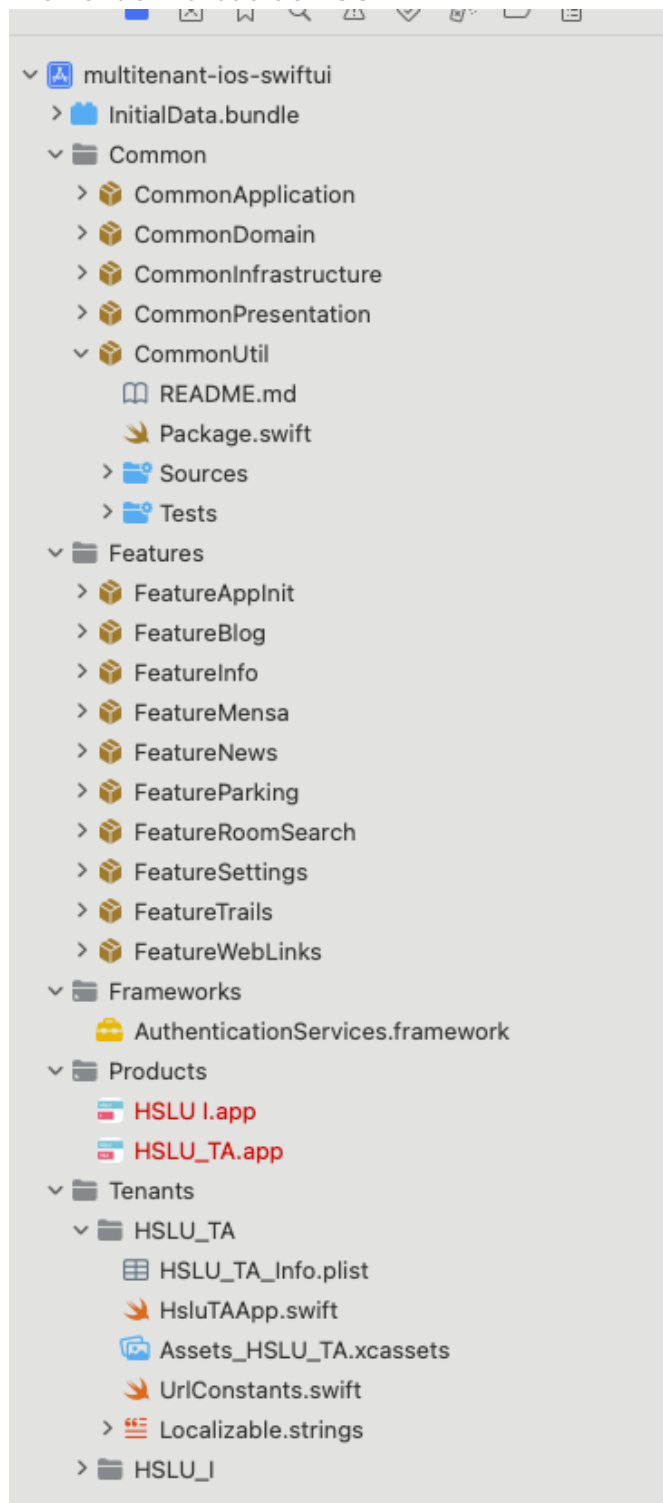 multitenant-ios-swiftui
InitialData.bundle
Common
CommonApplication
CommonDomain
CommonInfrastructure
CommonPresentation
CommonUtil
README.md
Package.swift
Sources
Tests
Features
FeatureAppInit
FeatureBlog
FeatureInfo
FeatureMensa
FeatureNews
FeatureParking
FeatureRoomSearch
FeatureSettings
FeatureTrails
FeatureWebLinks
Frameworks
AuthenticationServices.framework
Products
HSLU I.app
HSLU_TA.app
Tenants
HSLU_TA
HSLU_TA_Info.plist
HsluTAApp.swift
Assets_HSLU_TA.xcassets
UrlConstants.swift
Localizable.strings
HSLU_I